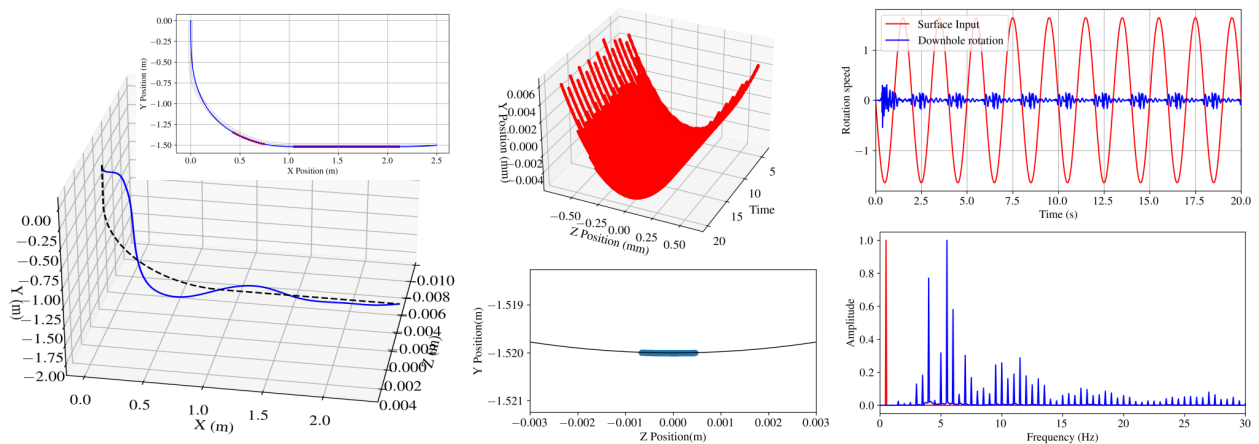 0.00
−0.25
−0.50
−0.75
−1.00
−1.25
−1.50
Y Position (m)
0.0 0.5 1.0 1.5 2.0 2.5
X Position (m)
0.00
−0.25
−0.50
−0.75
−1.00
−1.25
−1.50
−1.75
−2.00
Y (m)
0.0 0.5 1.0 1.5 2.0
X (m)
0.010
0.008
0.006
0.004
0.002
0.000
0.002
0.004
Z (m)
0.006
0.004
0.002
0.000
−0.002
−0.004
Y Position (mm)
−0.50 −0.25 0.00 0.25 0.50
Z Position (mm)
5
10
15
20
Time
−1.519
−1.520
−1.521
Y Position(m)
−0.003 −0.002 −0.001 0.000 0.001 0.002 0.003
Z Position(m)
Surface Input
Downhole rotation
1
0
−1
Rotation speed
0.0 2.5 5.0 7.5 10.0 12.5 15.0 17.5 20.0
Time (s)
1.0
0.8
0.6
0.4
0.2
0.0
Amplitude
0 5 10 15 20 25 30
Frequency (Hz)